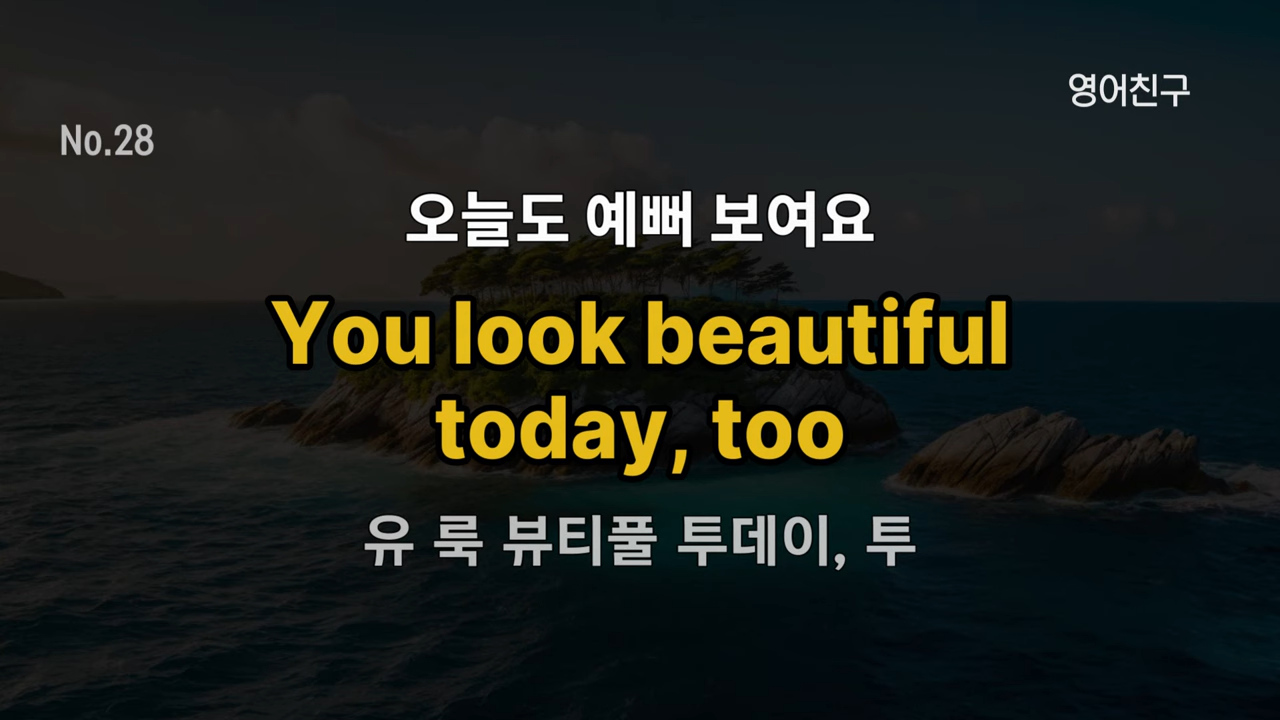 영어친구
No.28
오늘도 예뻐 보여요
You look beautiful
today, too
유 룩 뷰티풀 투데이, 투